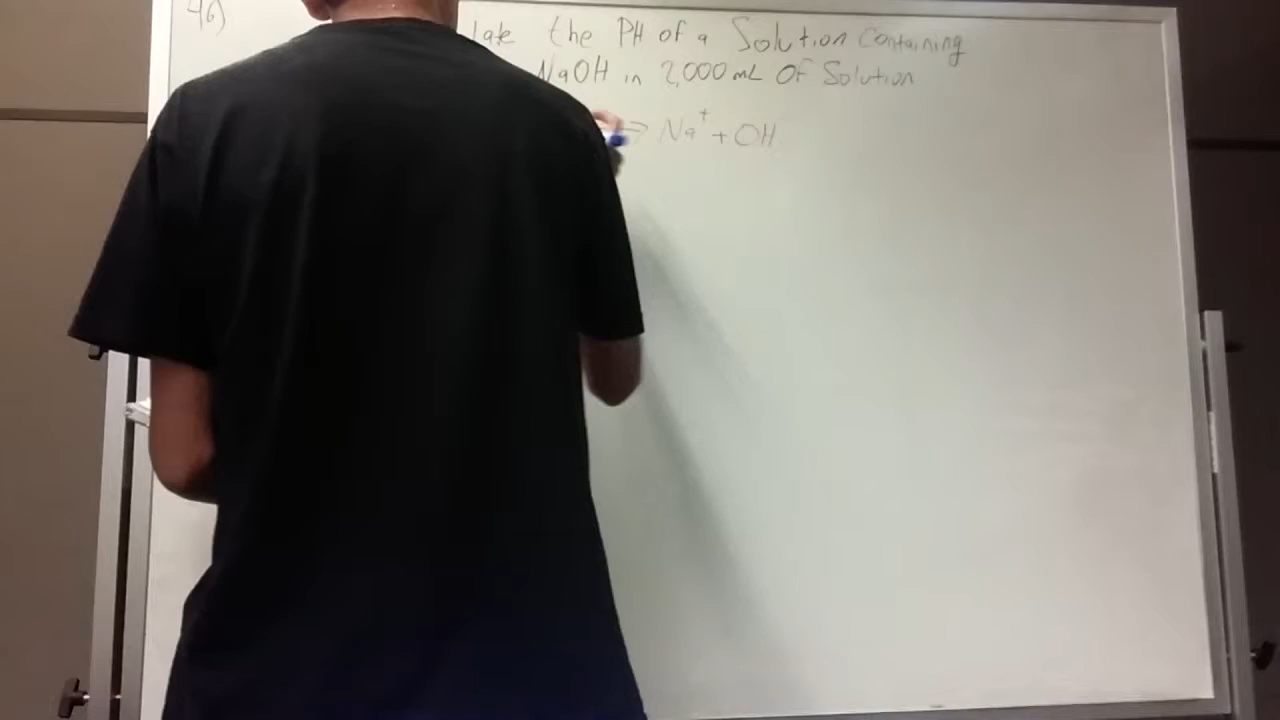 46) late the PH of a Solution Containing
NaOH in 2,000 mL Of Solution
→ Na⁺ + OH